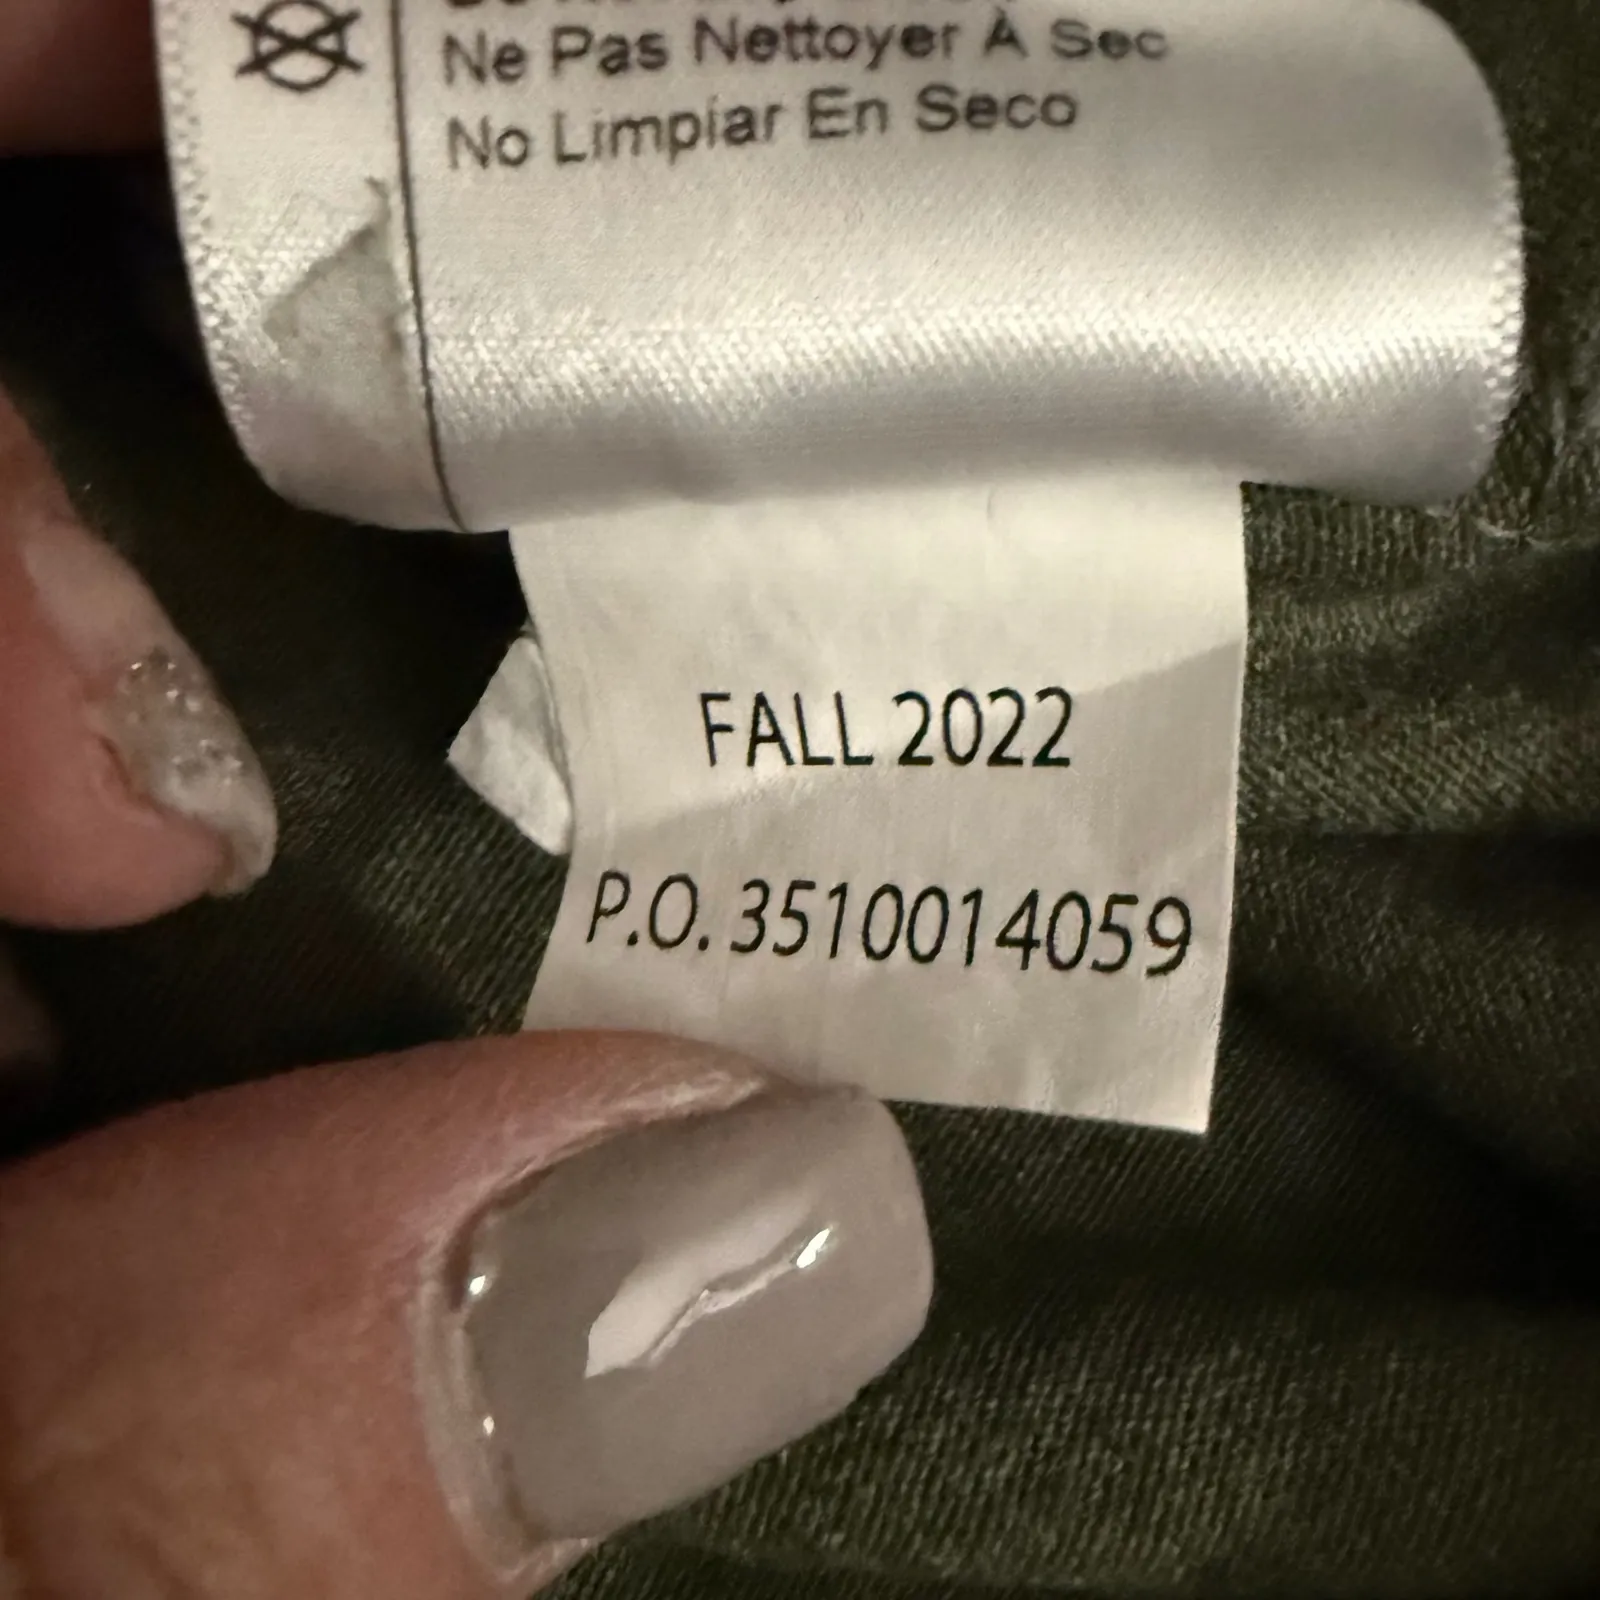 Ne Pas Nettoyer À Sec
No Limpiar En Seco
FALL 2022
P.O. 3510014059